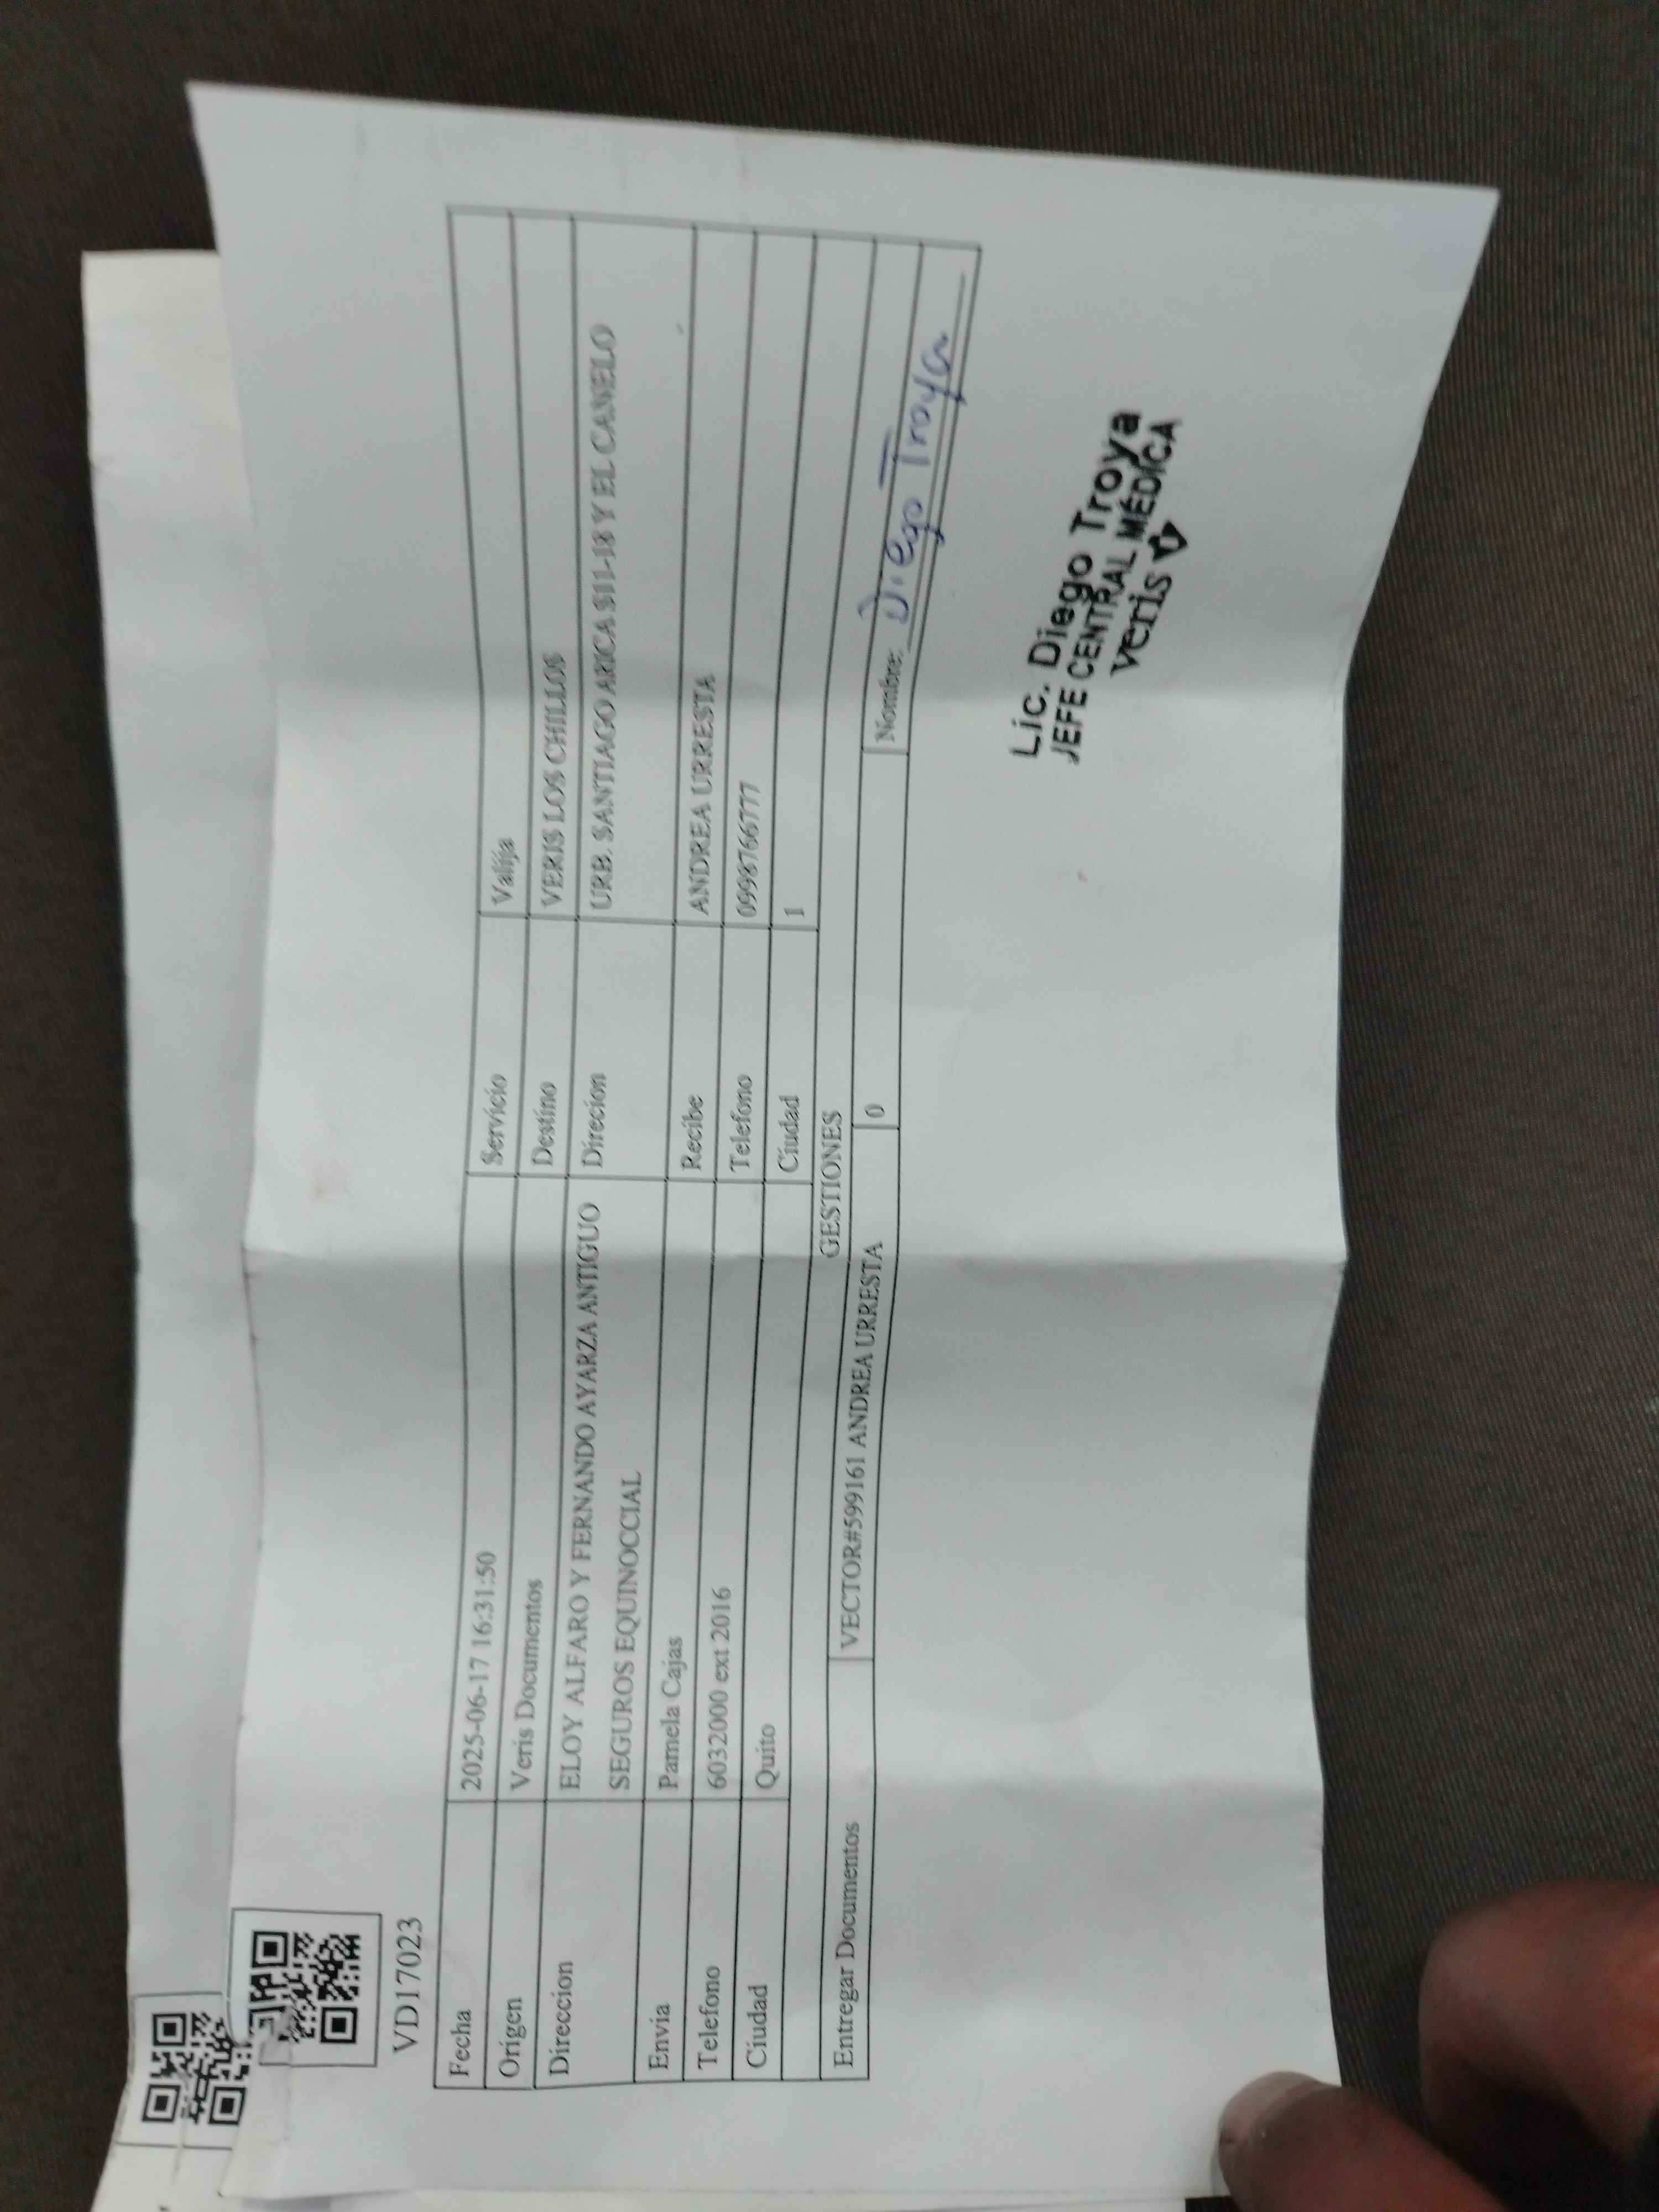 VD17023
Fecha 2025-06-17 16:31:50 Servicio Valija
Origen Veris Documentos Destino VERIS LOS CHILLOS
Direccion ELOY ALFARO Y FERNANDO AYARZA ANTIGUO Direcion URB. SANTIAGO ARICA S11-18 Y EL CANELO
SEGUROS EQUINOCCIAL
Envia Pamela Cajas Recibe ANDREA URRESTA
Telefono 6032000 ext 2016 Telefono 0998766777
Ciudad Quito Ciudad 1
GESTIONES
Entregar Documentos VECTOR#599161 ANDREA URRESTA 0 Nombre: Diego Troya
Lic. Diego Troya
JEFE CENTRAL MÉDICA
veris